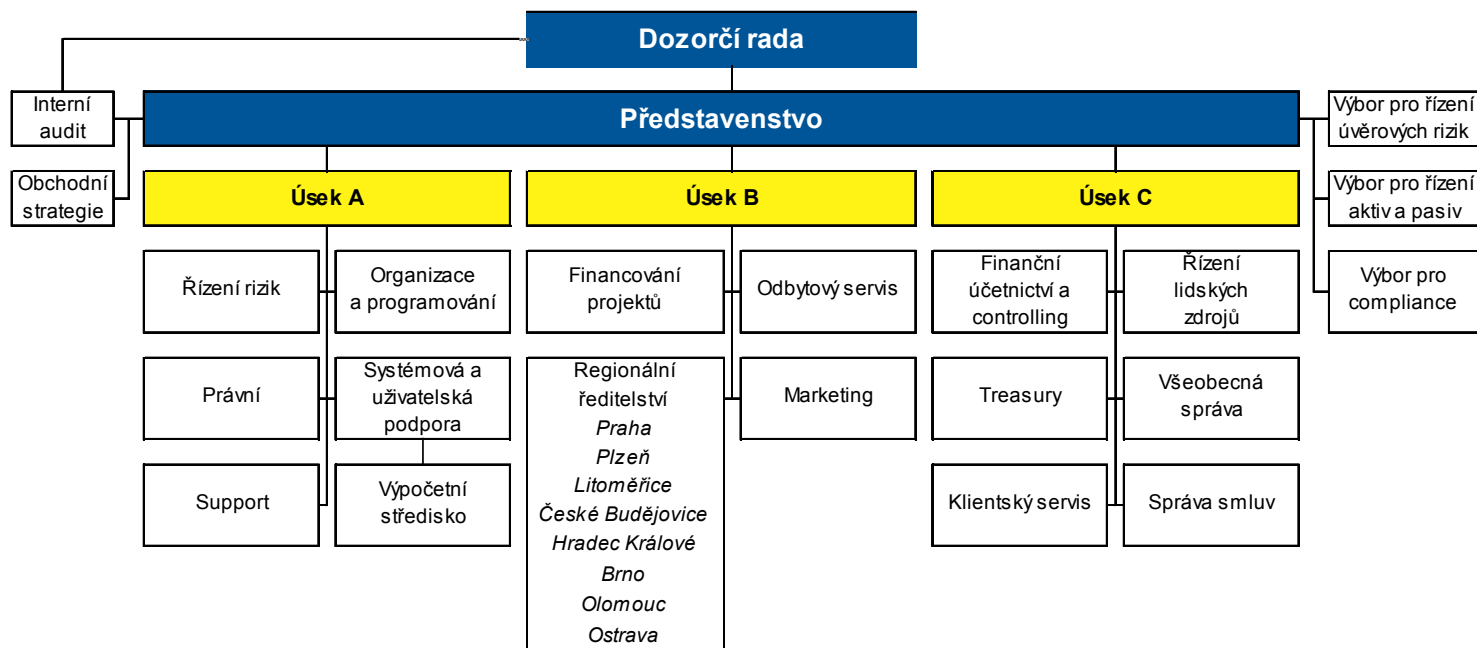 Dozorčí rada
Interní
audit
Představenstvo
Výbor pro řízení
úvěrových rizik
Obchodní
strategie
Úsek A
Úsek B
Úsek C
Výbor pro řízení
aktiv a pasiv
Řízení rizik
Organizace
a programování
Financování
projektů
Odbytový servis
Finanční
účetnictví a
controlling
Řízení
lidských
zdrojů
Výbor pro
compliance
Právní
Systémová a
uživatelská
podpora
Regionální
ředitelství
Praha
Plzeň
Litoměřice
České Budějovice
Hradec Králové
Brno
Olomouc
Ostrava
Marketing
Treasury
Všeobecná
správa
Support
Výpočetní
středisko
Klientský servis
Správa smluv